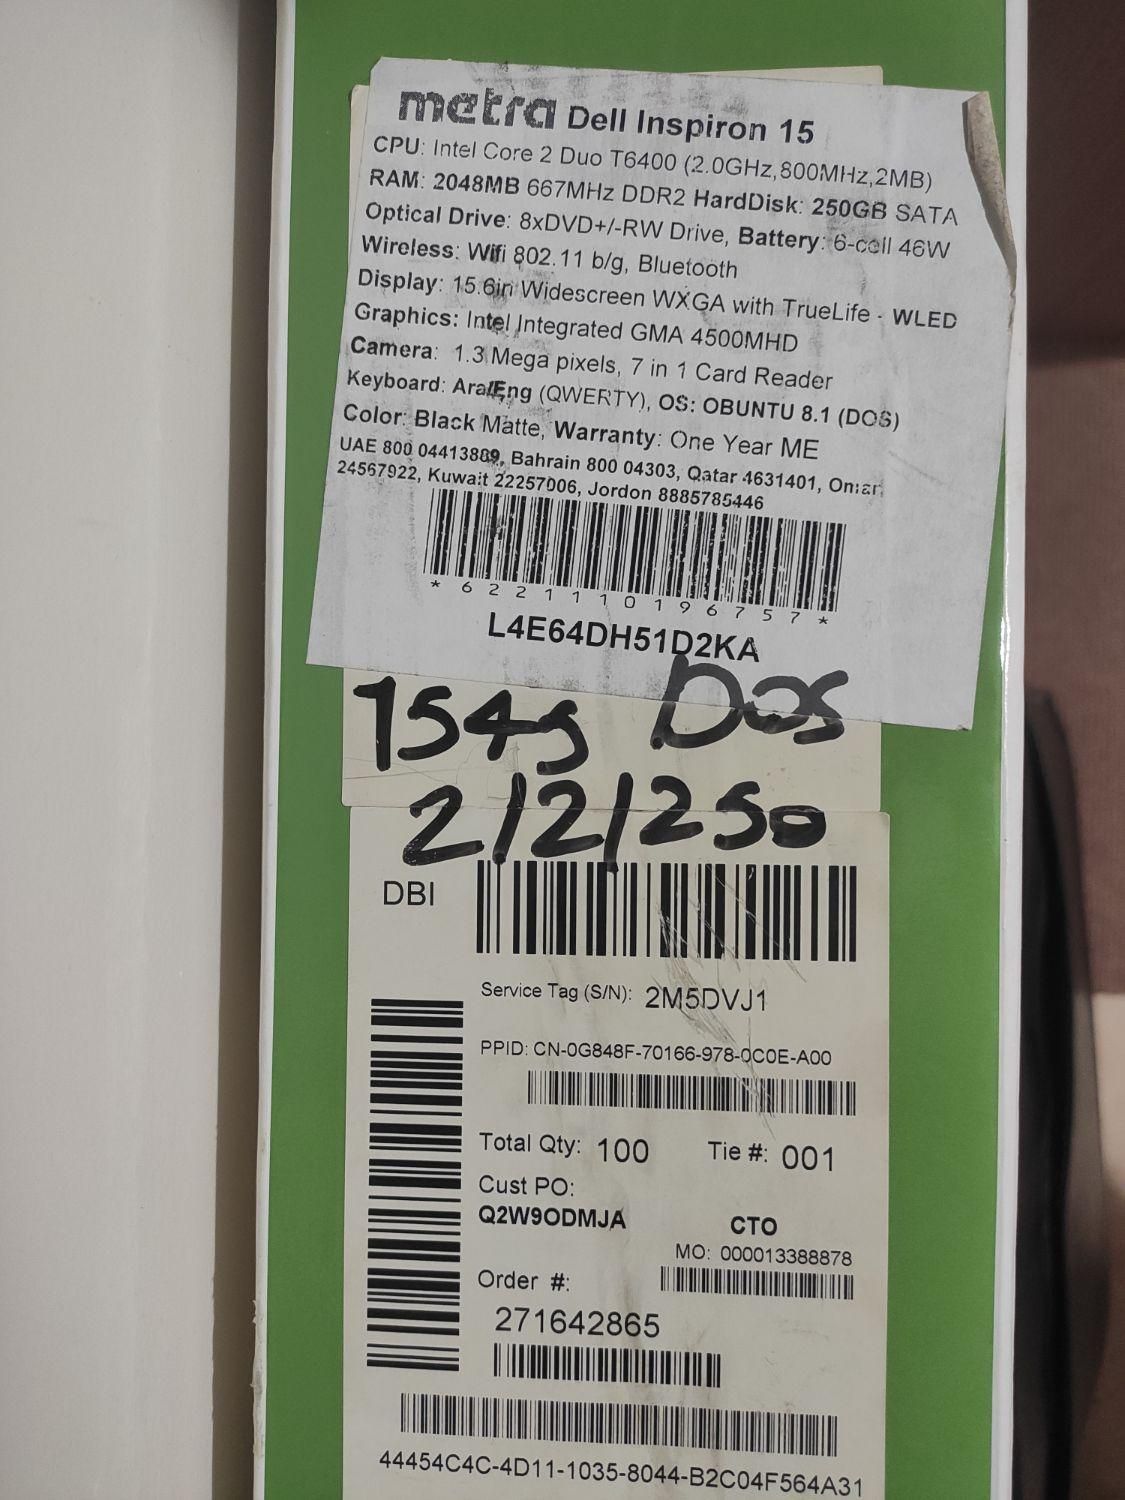 metra Dell Inspiron 15
CPU: Intel Core 2 Duo T6400 (2.0GHz,800MHz,2MB)
RAM: 2048MB 667MHz DDR2 HardDisk: 250GB SATA
Optical Drive: 8xDVD+/-RW Drive, Battery: 6-cell 46W
Wireless: Wifi 802.11 b/g, Bluetooth
Display: 15.6in Widescreen WXGA with TrueLife - WLED
Graphics: Intel Integrated GMA 4500MHD
Camera: 1.3 Mega pixels, 7 in 1 Card Reader
Keyboard: Ara/Eng (QWERTY), OS: OBUNTU 8.1 (DOS)
Color: Black Matte, Warranty: One Year ME
UAE 800 04413889, Bahrain 800 04303, Qatar 4631401, Oman
24567922, Kuwait 22257006, Jordon 8885785446
*6221110196757*
L4E64DH51D2KA
1545 DOS
2/2/250
DBI
Service Tag (S/N): 2M5DVJ1
PPID: CN-0G848F-70166-978-0C0E-A00
Total Qty: 100 Tie #: 001
Cust PO:
Q2W9ODMJA CTO
MO: 000013388878
Order #:
271642865
44454C4C-4D11-1035-8044-B2C04F564A31